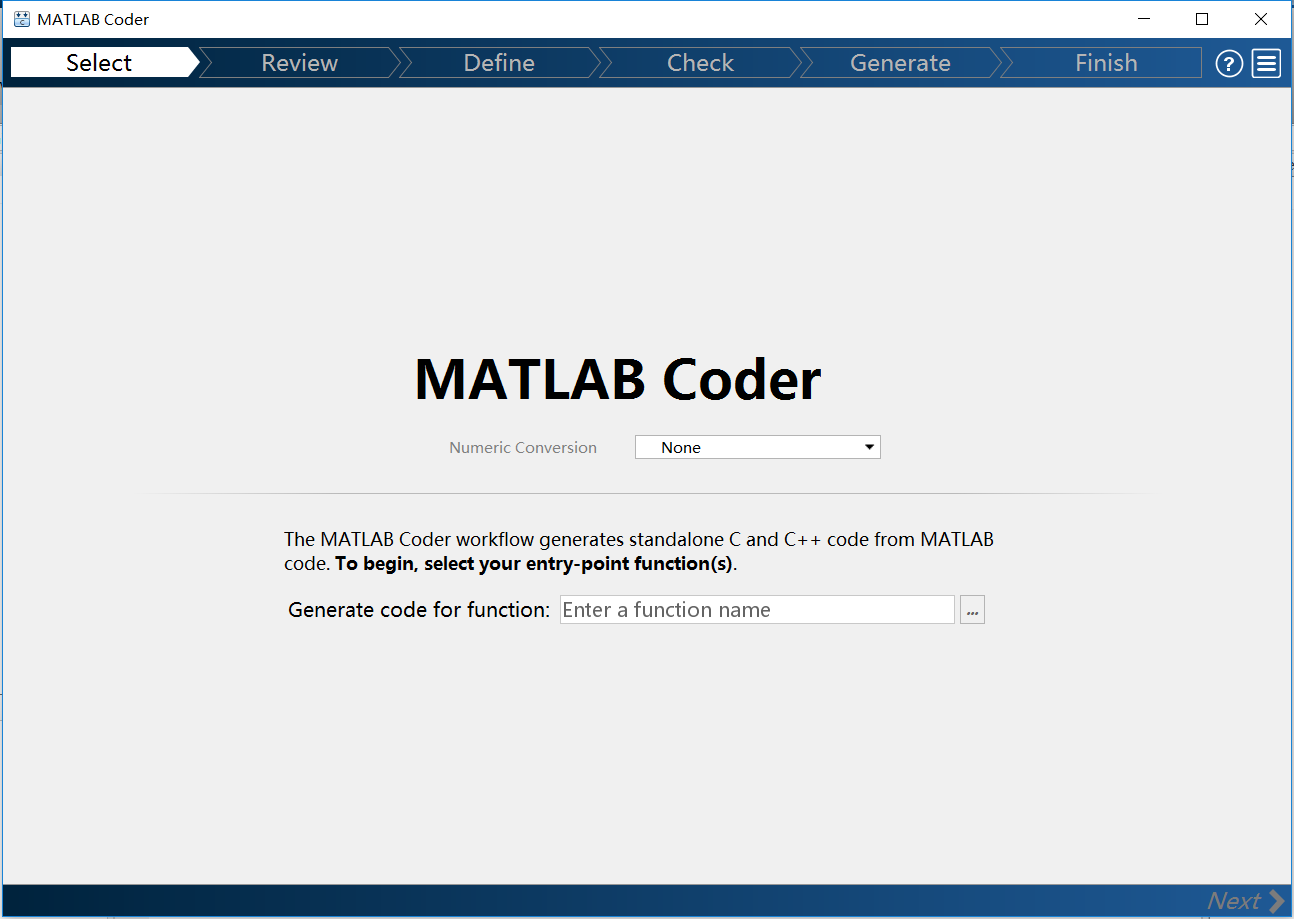 MATLAB Coder
Select Review Define Check Generate Finish ?
MATLAB Coder
Numeric Conversion None
The MATLAB Coder workflow generates standalone C and C++ code from MATLAB
code. To begin, select your entry-point function(s).
Generate code for function: Enter a function name ...
Next